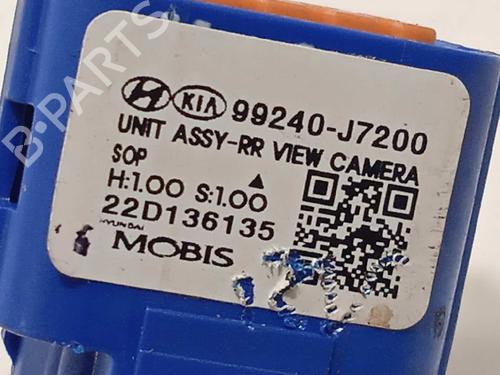 B-PARTS
KIA 99240-J7200
UNIT ASSY-RR VIEW CAMERA
SOP
H:1.00 S:1.00
22D136135
HYUNDAI
MOBIS